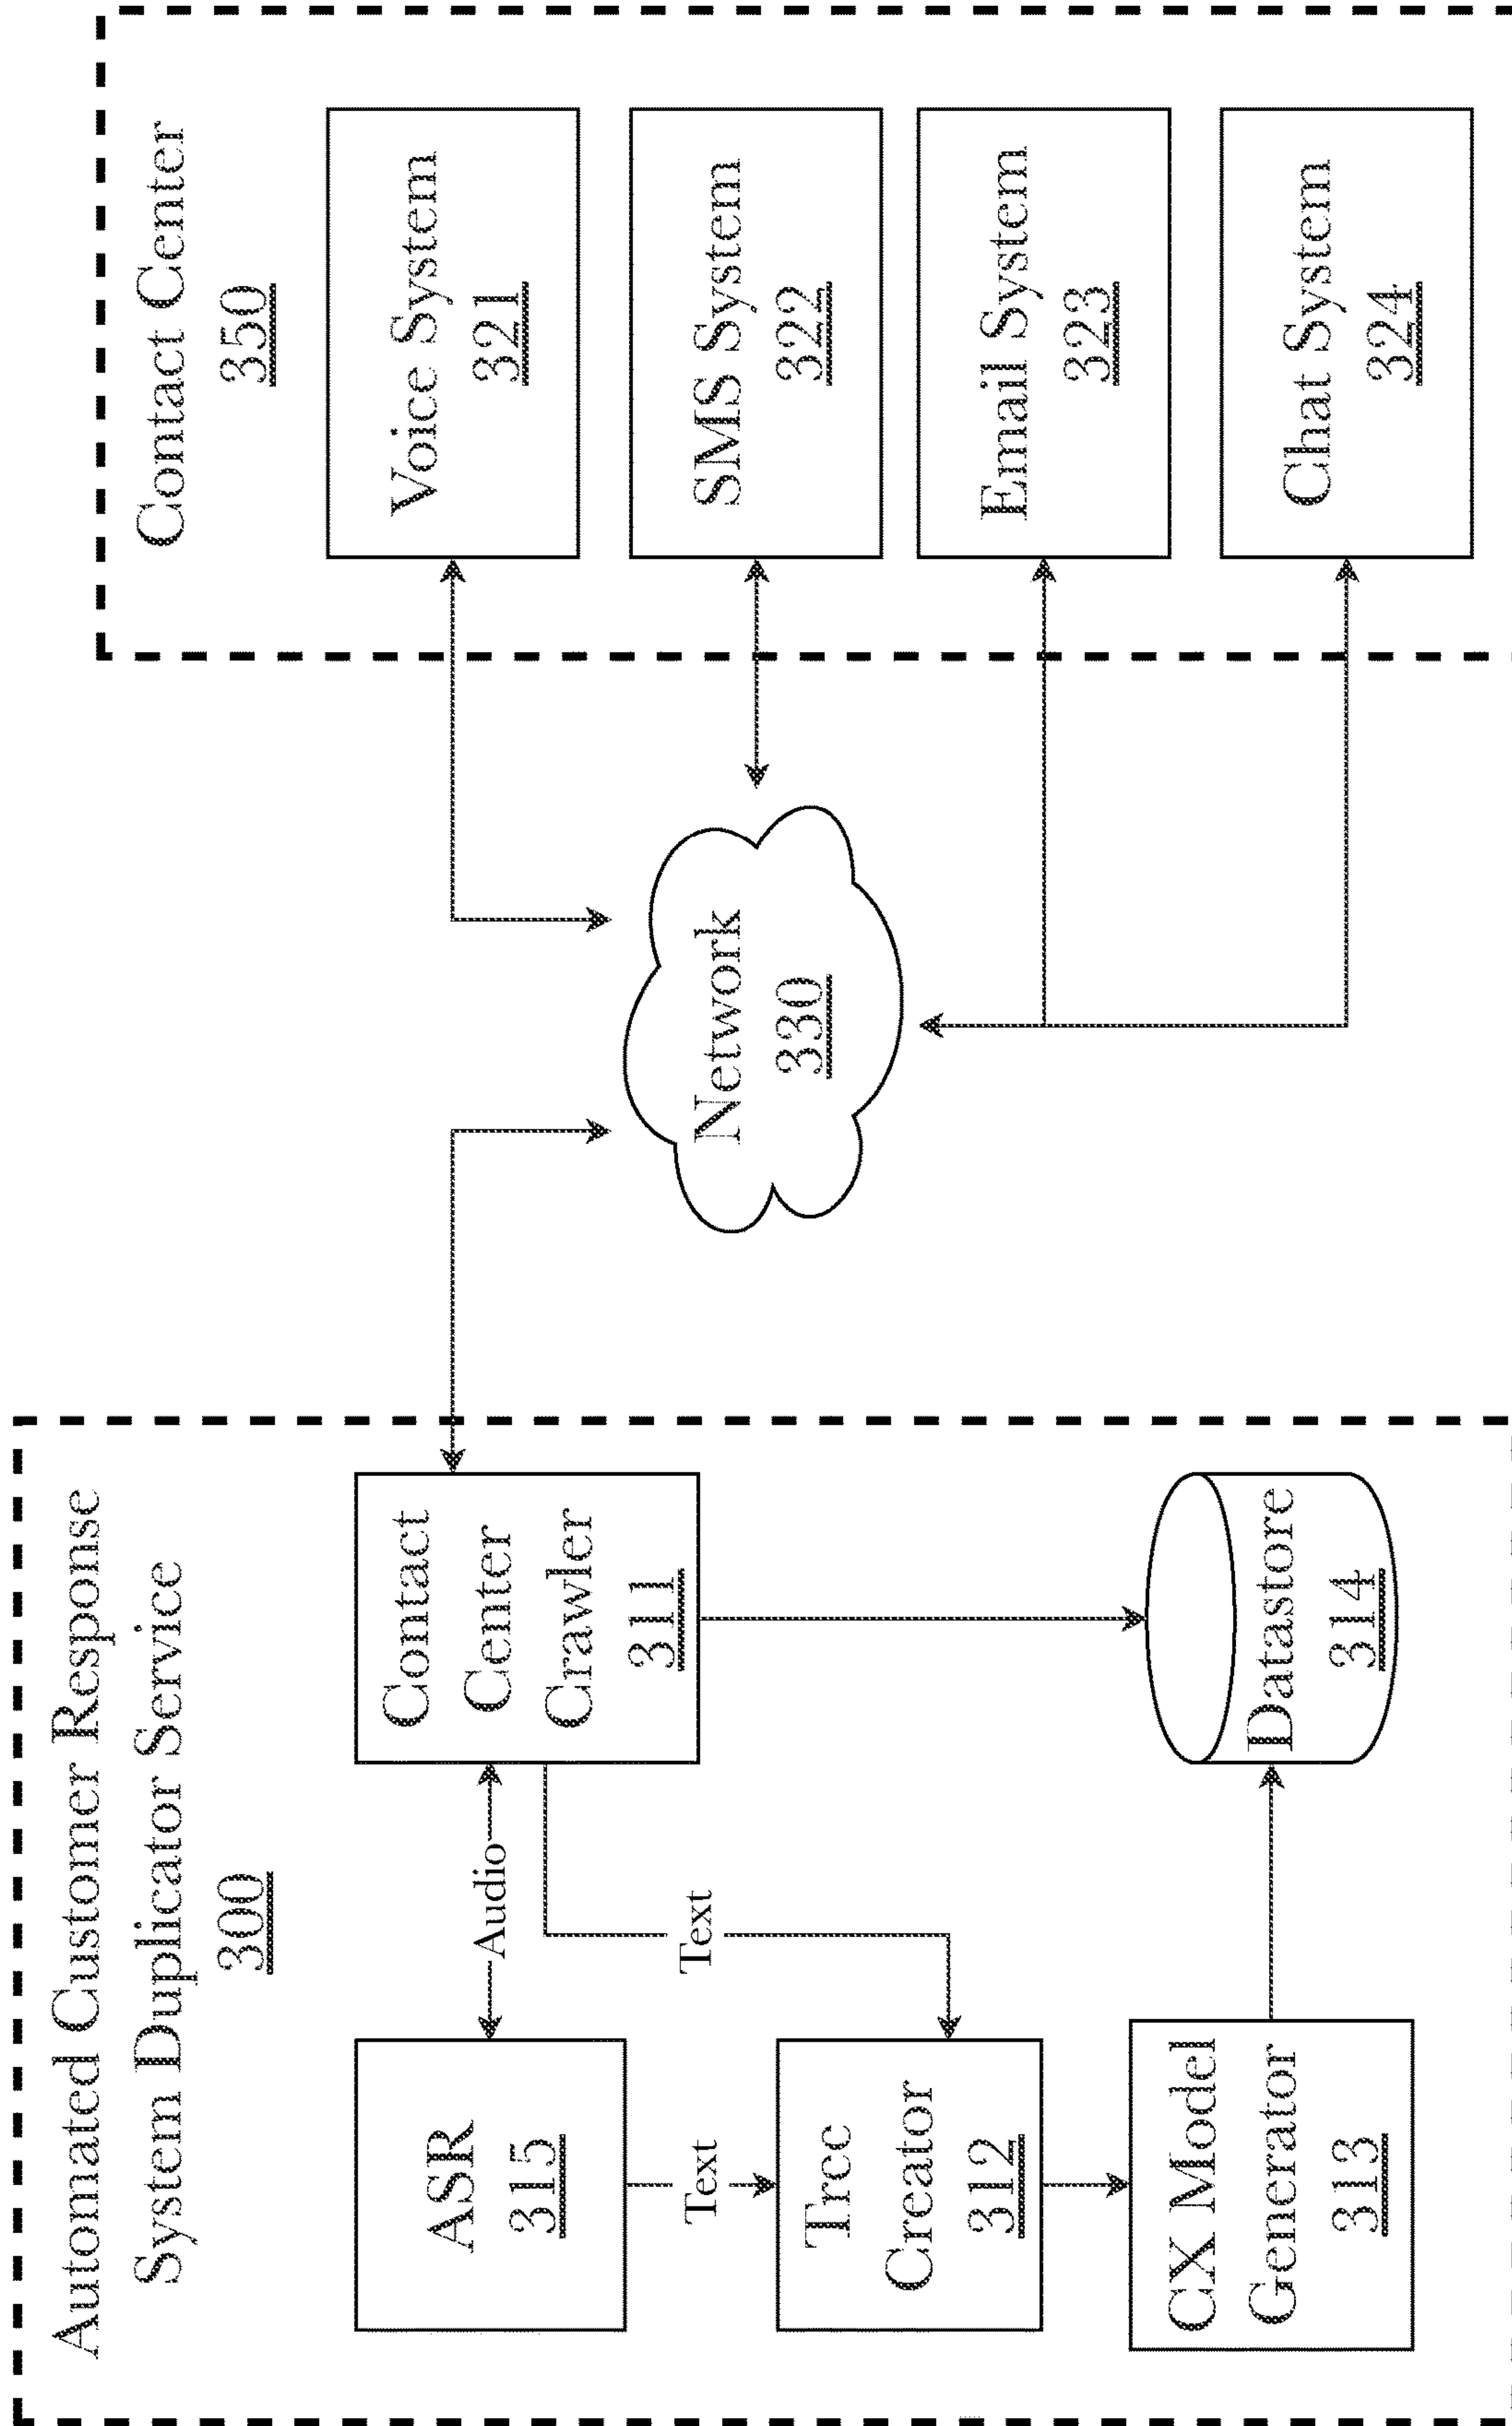 Automated Customer Response
System Duplicator Service
300
ASR
315
Audio
Contact
Center
Crawler
311
Text
Text
Tree
Creator
312
CX Model
Generator
313
Datastore
314
Network
330
Contact Center
350
Voice System
321
SMS System
322
Email System
323
Chat System
324